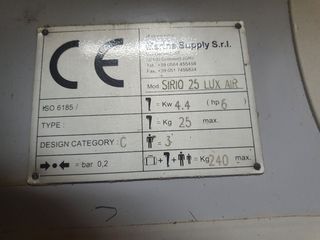 CE
Supply S.r.l.
Mod. SIRIO 25 LUX AIR
ISO 6185 /
= Kw 4.4 ( hp 6 )
TYPE :
= Kg 25 max.
DESIGN CATEGORY : C
= 3
= bar 0,2
+ + = Kg 240 max.